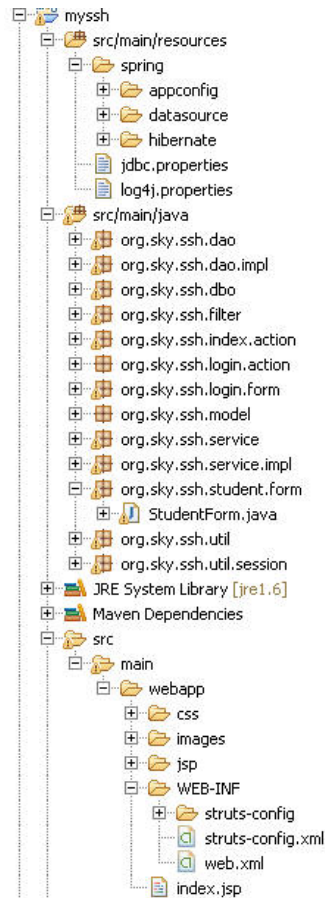 myssh
src/main/resources
spring
appconfig
datasource
hibernate
jdbc.properties
log4j.properties
src/main/java
org.sky.ssh.dao
org.sky.ssh.dao.impl
org.sky.ssh.dbo
org.sky.ssh.filter
org.sky.ssh.index.action
org.sky.ssh.login.action
org.sky.ssh.login.form
org.sky.ssh.model
org.sky.ssh.service
org.sky.ssh.service.impl
org.sky.ssh.student.form
StudentForm.java
org.sky.ssh.util
org.sky.ssh.util.session
JRE System Library [jre1.6]
Maven Dependencies
src
main
webapp
css
images
jsp
WEB-INF
struts-config
struts-config.xml
web.xml
index.jsp